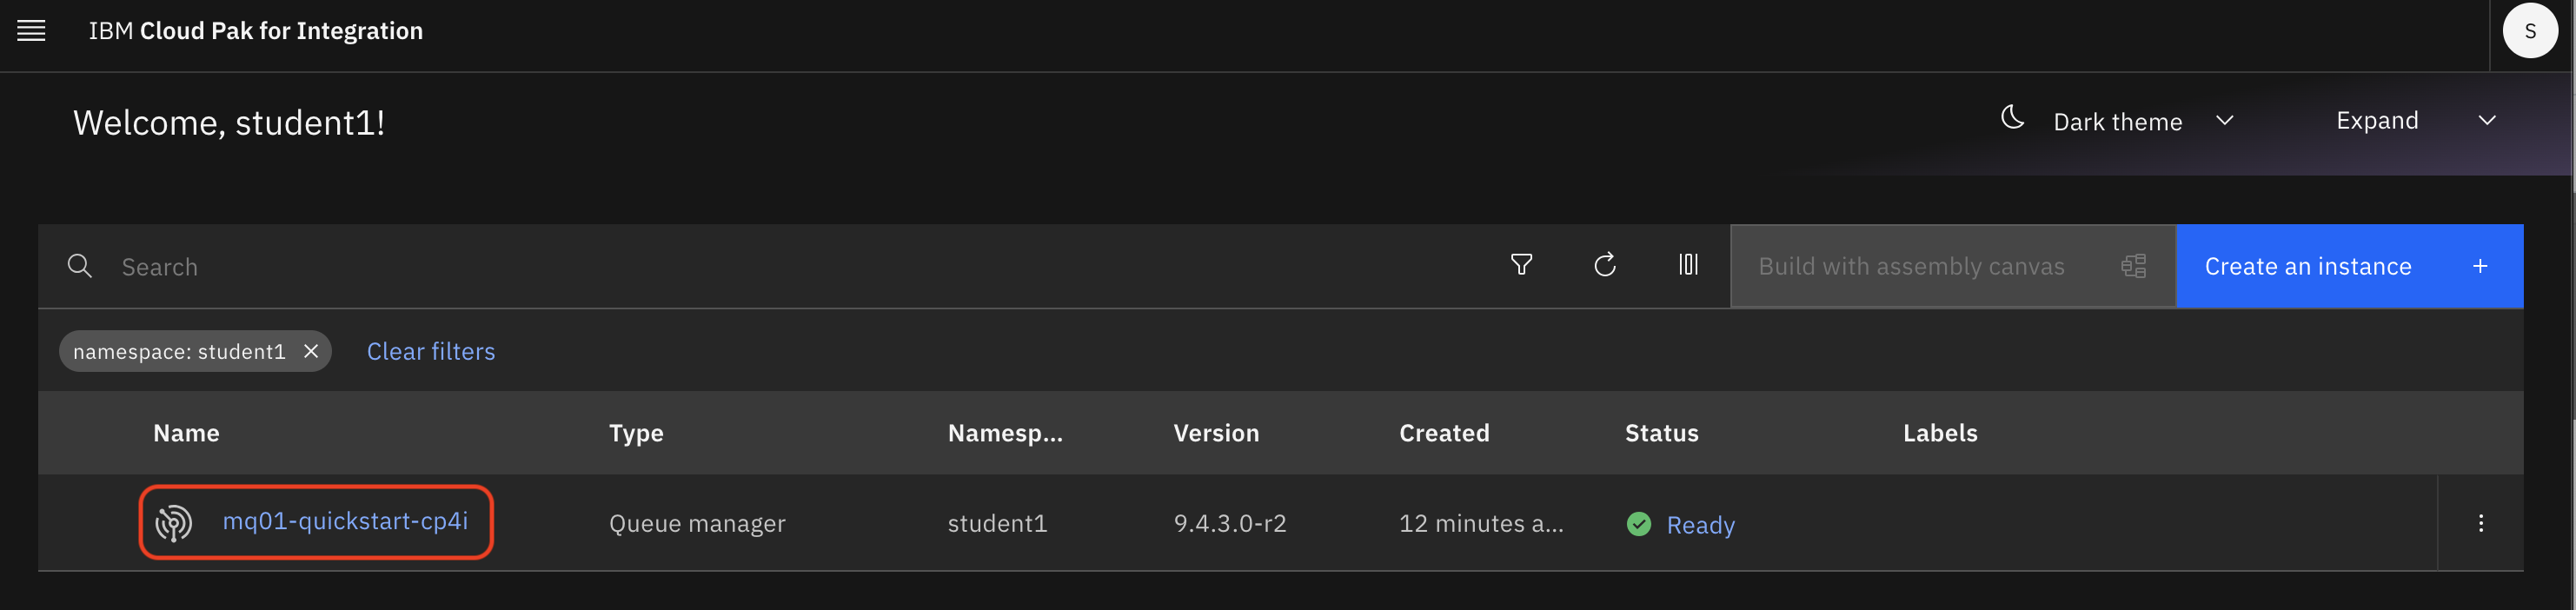 IBM Cloud Pak for Integration
S
Welcome, student1!
Dark theme
Expand
Search
Build with assembly canvas
Create an instance +
namespace: student1
Clear filters
Name Type Namesp... Version Created Status Labels
mq01-quickstart-cp4i Queue manager student1 9.4.3.0-r2 12 minutes a... Ready